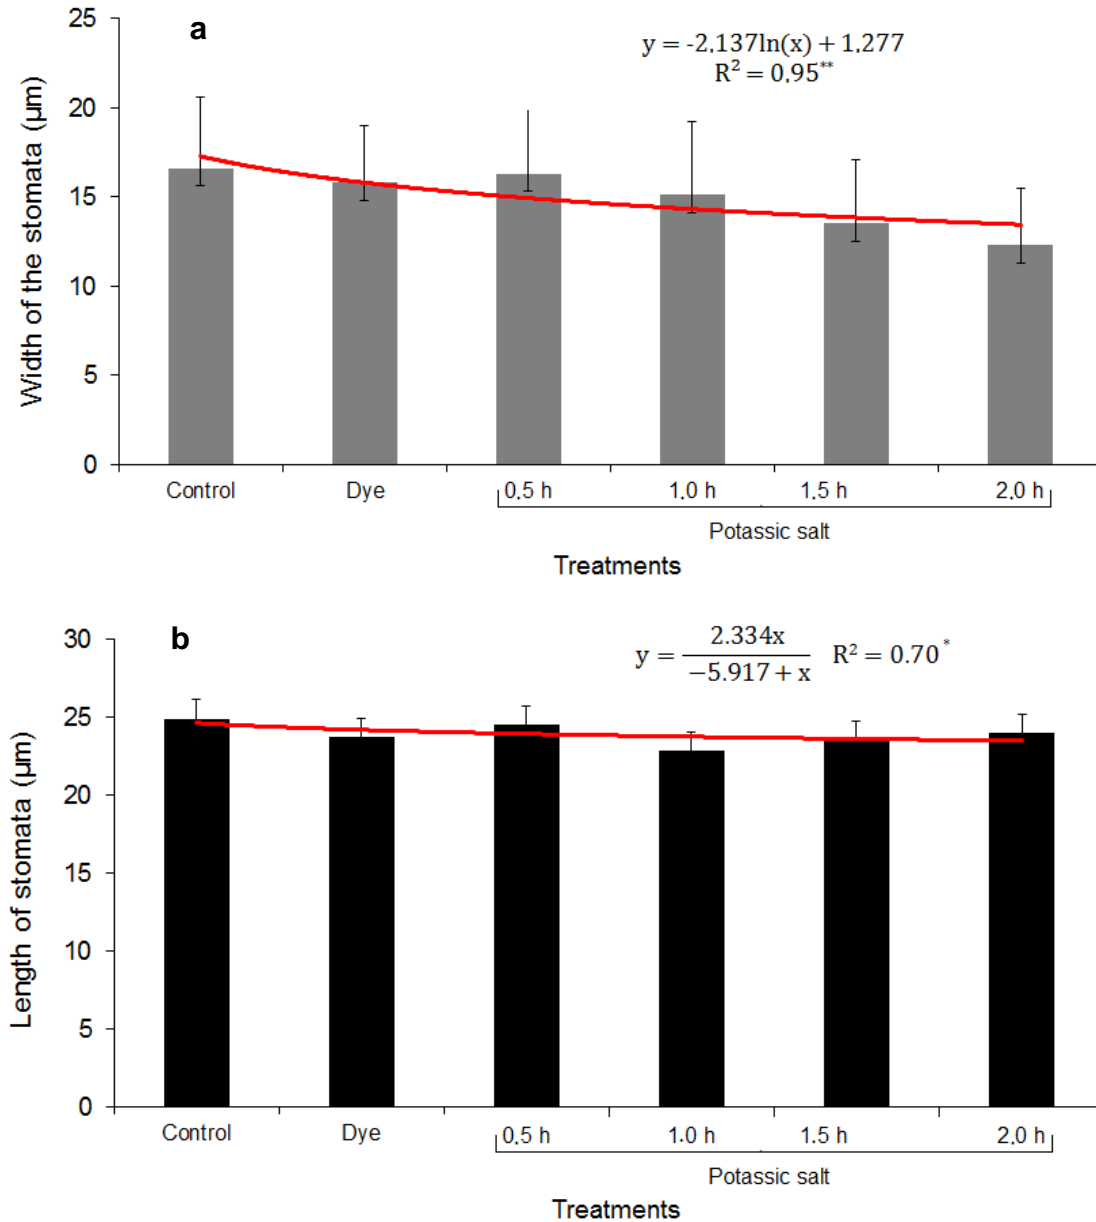 a
y = -2.137ln(x) + 1.277
R² = 0.95**
Width of the stomata (µm)
25
20
15
10
5
0
Control Dye 0.5 h 1.0 h 1.5 h 2.0 h
Potassic salt
Treatments
b
y = 2.334x / −5.917 + x R² = 0.70*
Length of stomata (µm)
30
25
20
15
10
5
0
Control Dye 0.5 h 1.0 h 1.5 h 2.0 h
Potassic salt
Treatments